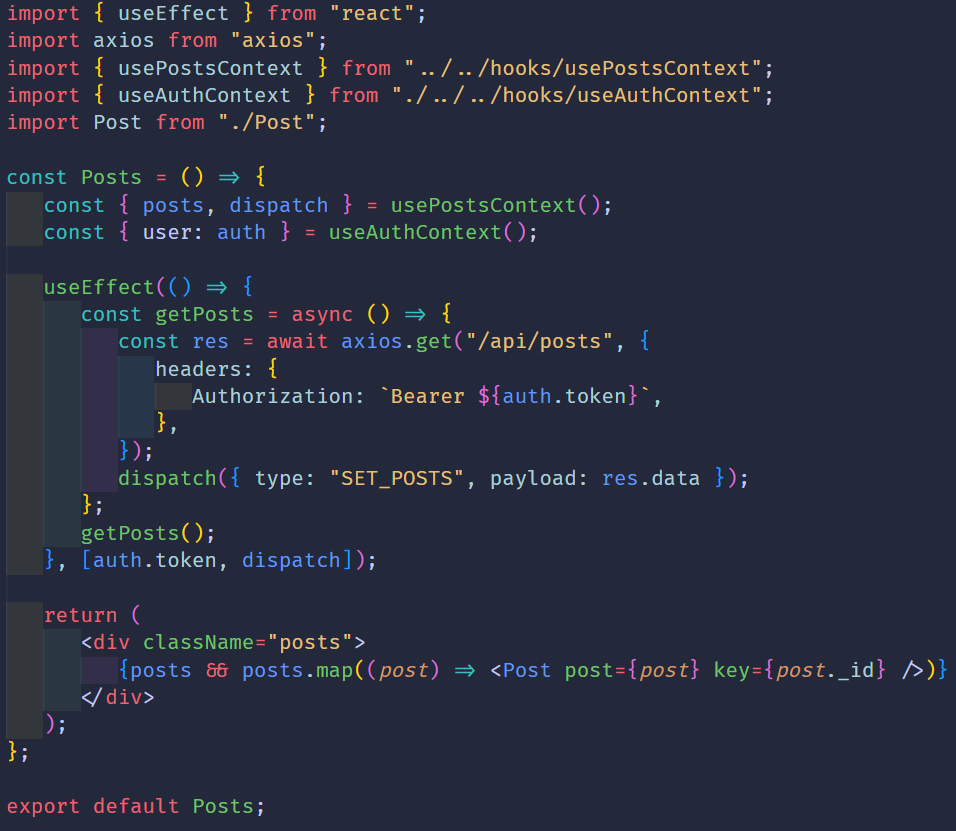 import { useEffect } from "react";
import axios from "axios";
import { usePostsContext } from "../../hooks/usePostsContext";
import { useAuthContext } from "./../../hooks/useAuthContext";
import Post from "./Post";

const Posts = () => {
    const { posts, dispatch } = usePostsContext();
    const { user: auth } = useAuthContext();

    useEffect(() => {
        const getPosts = async () => {
            const res = await axios.get("/api/posts", {
                headers: {
                    Authorization: `Bearer ${auth.token}`,
                },
            });
            dispatch({ type: "SET_POSTS", payload: res.data });
        };
        getPosts();
    }, [auth.token, dispatch]);

    return (
        <div className="posts">
            {posts && posts.map((post) => <Post post={post} key={post._id} />)}
        </div>
    );
};

export default Posts;